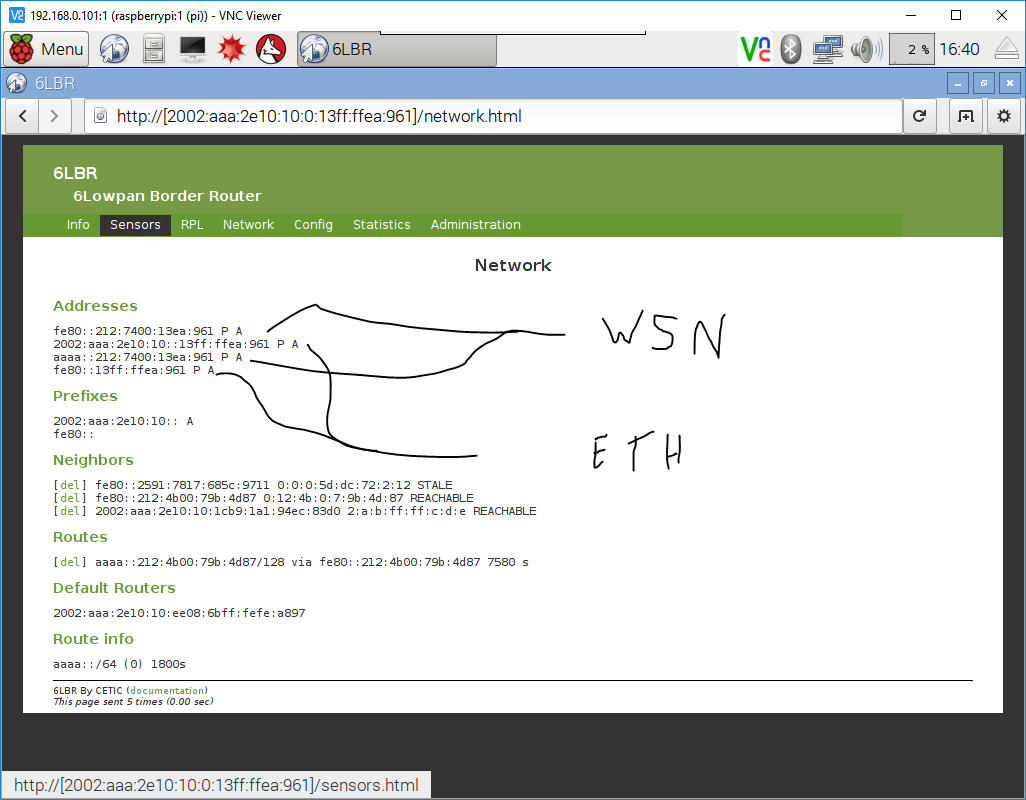 192.168.0.101:1 (raspberrypi:1 (pi)) - VNC Viewer
Menu 6LBR 2 % 16:40
6LBR
http://[2002:aaa:2e10:10:0:13ff:ffea:961]/network.html
6LBR
6Lowpan Border Router
Info Sensors RPL Network Config Statistics Administration
Network
Addresses
fe80::212:7400:13ea:961 P A
2002:aaa:2e10:10::13ff:ffea:961 P A
aaaa::212:7400:13ea:961 P A
fe80::13ff:ffea:961 P A
WSN
Prefixes
2002:aaa:2e10:10:: A
fe80::
ETH
Neighbors
[del] fe80::2591:7817:685c:9711 0:0:0:5d:dc:72:2:12 STALE
[del] fe80::212:4b00:79b:4d87 0:12:4b:0:7:9b:4d:87 REACHABLE
[del] 2002:aaa:2e10:10:1cb9:1a1:94ec:83d0 2:a:b:ff:ff:c:d:e REACHABLE
Routes
[del] aaaa::212:4b00:79b:4d87/128 via fe80::212:4b00:79b:4d87 7580 s
Default Routers
2002:aaa:2e10:10:ee08:6bff:fefe:a897
Route info
aaaa::/64 (0) 1800s
6LBR By CETIC (documentation)
This page sent 5 times (0.00 sec)
http://[2002:aaa:2e10:10:0:13ff:ffea:961]/sensors.html